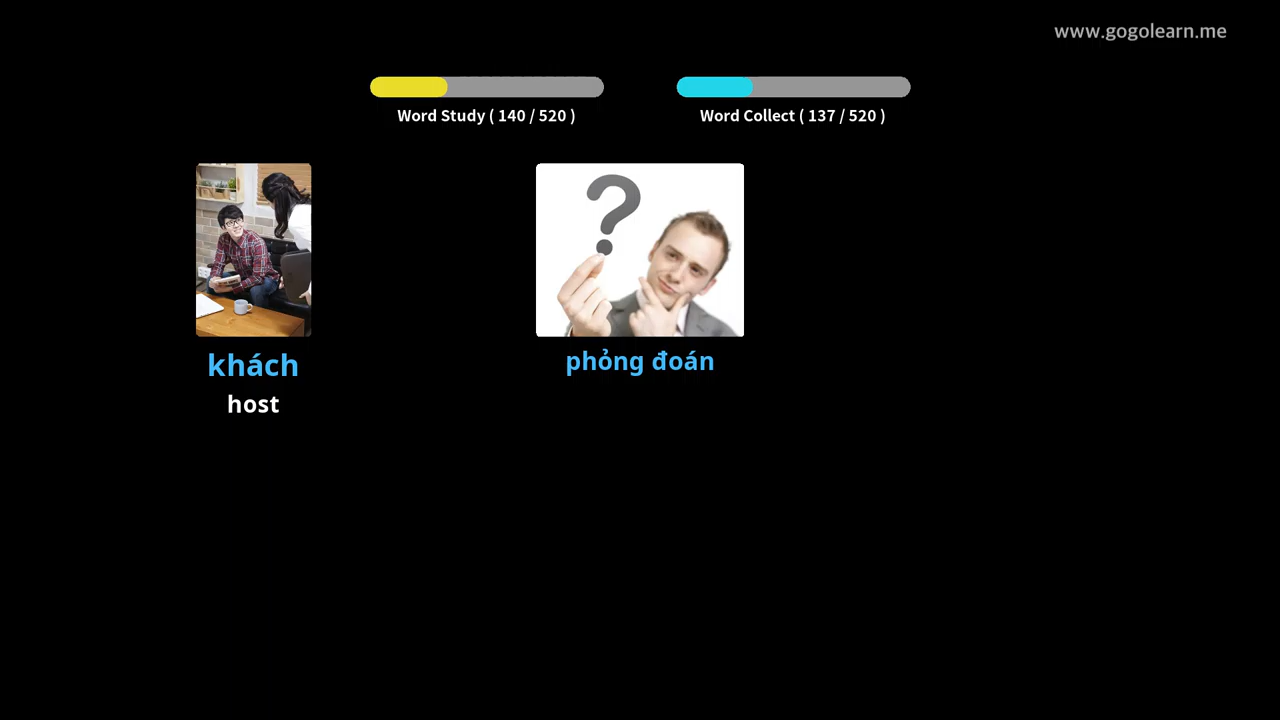 www.gogolearn.me
Word Study ( 140 / 520 )
Word Collect ( 137 / 520 )
khách
host
phỏng đoán